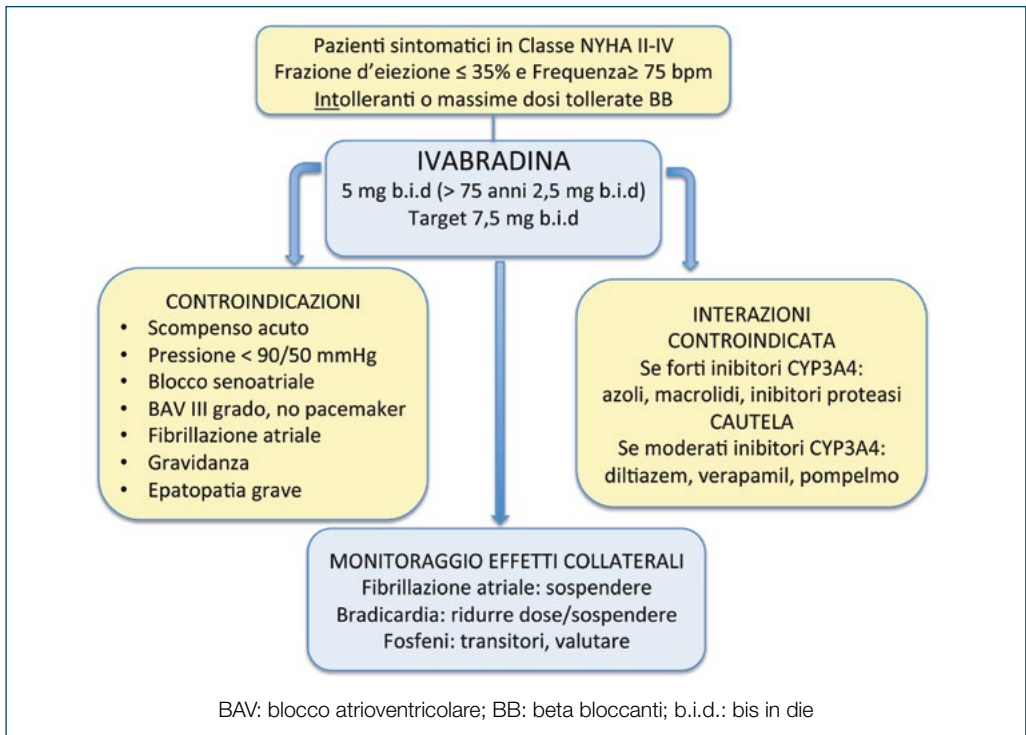 Pazienti sintomatici in Classe NYHA II-IV
Frazione d'eiezione ≤ 35% e Frequenza≥ 75 bpm
Intolleranti o massime dosi tollerate BB
IVABRADINA
5 mg b.i.d (> 75 anni 2,5 mg b.i.d)
Target 7,5 mg b.i.d
CONTROINDICAZIONI
• Scompenso acuto
• Pressione < 90/50 mmHg
• Blocco senoatriale
• BAV III grado, no pacemaker
• Fibrillazione atriale
• Gravidanza
• Epatopatia grave
INTERAZIONI
CONTROINDICATA
Se forti inibitori CYP3A4:
azoli, macrolidi, inibitori proteasi
CAUTELA
Se moderati inibitori CYP3A4:
diltiazem, verapamil, pompelmo
MONITORAGGIO EFFETTI COLLATERALI
Fibrillazione atriale: sospendere
Bradicardia: ridurre dose/sospendere
Fosfeni: transitori, valutare
BAV: blocco atrioventricolare; BB: beta bloccanti; b.i.d.: bis in die